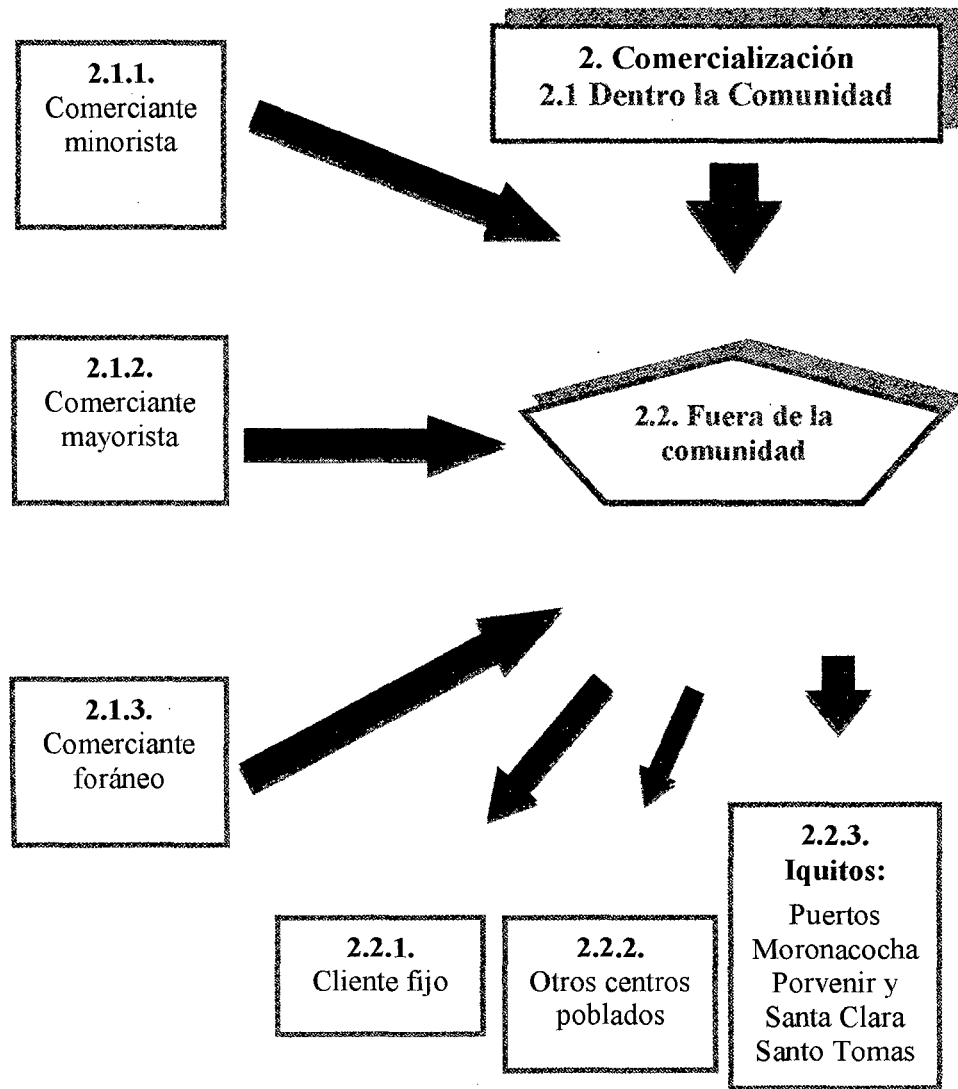 2.1.1.
Comerciante
minorista
2. Comercialización
2.1 Dentro la Comunidad
2.1.2.
Comerciante
mayorista
2.2. Fuera de la
comunidad
2.1.3.
Comerciante
foráneo
2.2.1.
Cliente fijo
2.2.2.
Otros centros
poblados
2.2.3.
Iquitos:
Puertos
Moronacocha
Porvenir y
Santa Clara
Santo Tomas